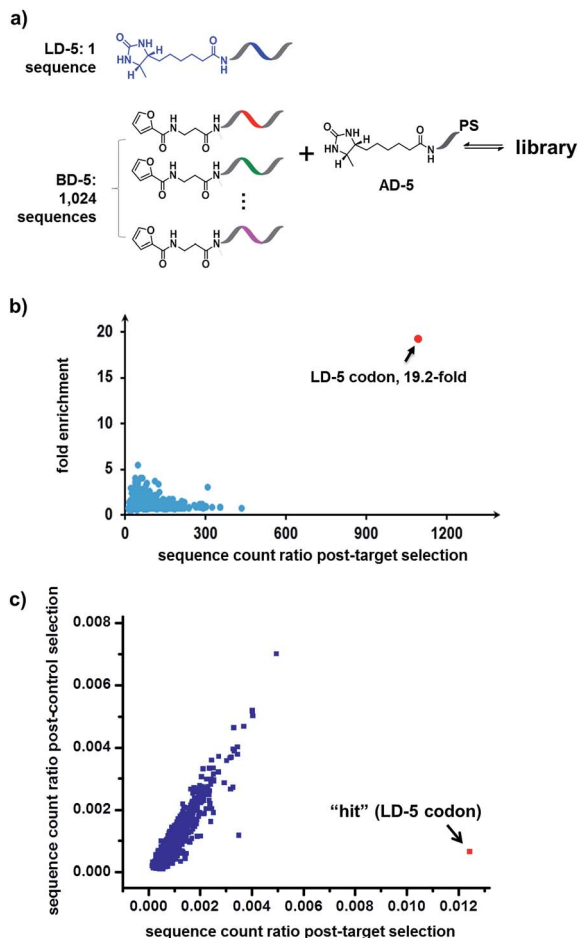 a)
LD-5: 1
sequence
O
NH
HN
H
H
O
N
H
O
H
N
O
O
N
H
O
H
N
O
O
N
H
O
H
N
O
O
N
H
BD-5:
1,024
sequences
⋮
+
O
NH
HN
H
H
O
N
H
PS
AD-5
library
b)
fold enrichment
20
15
10
5
0
LD-5 codon, 19.2-fold
0 300 600 900 1200
sequence count ratio post-target selection
c)
sequence count ratio post-control selection
0.008
0.006
0.004
0.002
0.000
"hit" (LD-5 codon)
0.000 0.002 0.004 0.006 0.008 0.010 0.012
sequence count ratio post-target selection